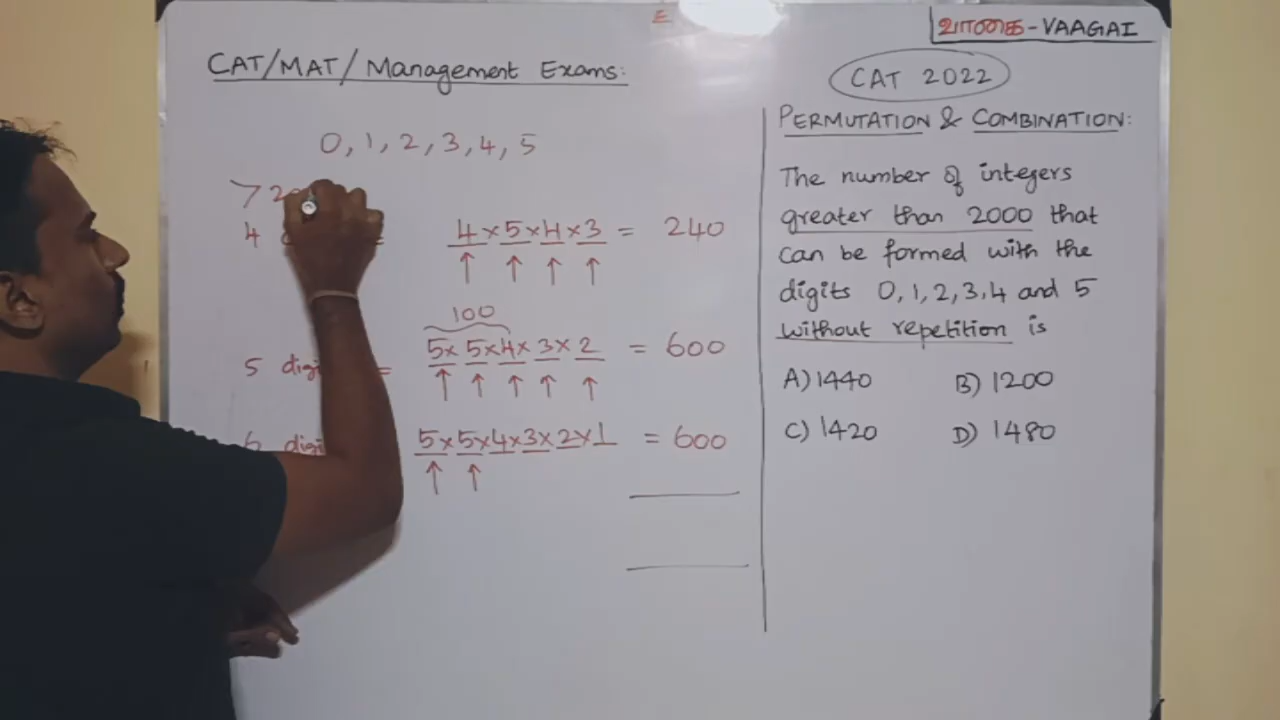 E
வாகை - VAAGAI
CAT/MAT/ Management Exams:
0, 1, 2, 3, 4, 5
>
4
4 × 5 × 4 × 3 = 240
↑ ↑ ↑ ↑
100
5 = 5 × 5 × 4 × 3 × 2 = 600
↑ ↑ ↑ ↑ ↑
5 × 5 × 4 × 3 × 2 × 1 = 600
↑ ↑
CAT 2022
PERMUTATION & COMBINATION:
The number of integers
greater than 2000 that
can be formed with the
digits 0, 1, 2, 3, 4 and 5
without repetition is
A) 1440 B) 1200
C) 1420 D) 1480